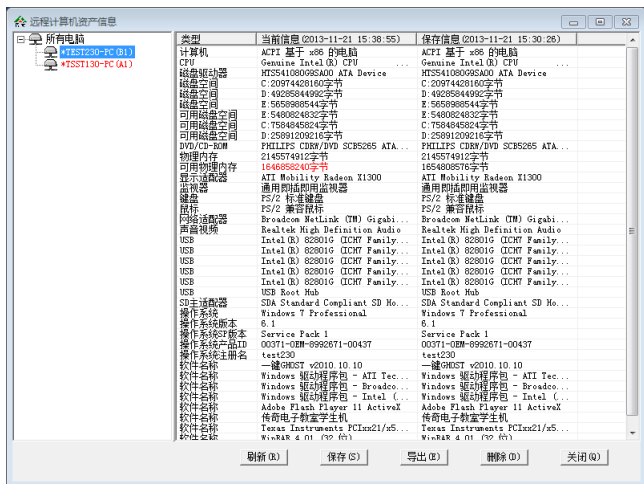 远程计算机资产信息
所有电脑
*TEST230-PC(B1)
*TSST130-PC(A1)
类型 当前信息(2013-11-21 15:38:55) 保存信息(2013-11-21 15:30:26)
计算机 ACPI 基于 x86 的电脑 ACPI 基于 x86 的电脑
CPU Genuine Intel(R) CPU ... Genuine Intel(R) CPU ...
磁盘驱动器 HTS541080G9SA00 ATA Device HTS541080G9SA00 ATA Device
磁盘空间 C:20974428160字节 C:20974428160字节
磁盘空间 D:49285844992字节 D:49285844992字节
磁盘空间 E:5658988544字节 E:5658988544字节
可用磁盘空间 E:5480824832字节 E:5480824832字节
可用磁盘空间 C:7584845824字节 C:7584845824字节
可用磁盘空间 D:25891209216字节 D:25891209216字节
DVD/CD-ROM PHILIPS CDRW/DVD SCB5265 ATA... PHILIPS CDRW/DVD SCB5265 ATA...
物理内存 2145574912字节 2145574912字节
可用物理内存 1646858240字节 1654808576字节
显示适配器 ATI Mobility Radeon X1300 ATI Mobility Radeon X1300
监视器 通用即插即用监视器 通用即插即用监视器
键盘 PS/2 标准键盘 PS/2 标准键盘
鼠标 PS/2 兼容鼠标 PS/2 兼容鼠标
网络适配器 Broadcom NetLink (TM) Gigabi... Broadcom NetLink (TM) Gigabi...
声音视频 Realtek High Definition Audio Realtek High Definition Audio
USB Intel(R) 82801G (ICH7 Family... Intel(R) 82801G (ICH7 Family...
USB Intel(R) 82801G (ICH7 Family... Intel(R) 82801G (ICH7 Family...
USB Intel(R) 82801G (ICH7 Family... Intel(R) 82801G (ICH7 Family...
USB Intel(R) 82801G (ICH7 Family... Intel(R) 82801G (ICH7 Family...
USB Intel(R) 82801G (ICH7 Family... Intel(R) 82801G (ICH7 Family...
USB USB Root Hub USB Root Hub
SD主适配器 SDA Standard Compliant SD Ho... SDA Standard Compliant SD Ho...
操作系统 Windows 7 Professional Windows 7 Professional
操作系统版本 6.1 6.1
操作系统SP版本 Service Pack 1 Service Pack 1
操作系统产品ID 00371-OEM-8992671-00437 00371-OEM-8992671-00437
操作系统注册名 test230 test230
软件名称 一键GHOST v2010.10.10 一键GHOST v2010.10.10
软件名称 Windows 驱动程序包 - ATI Tec... Windows 驱动程序包 - ATI Tec...
软件名称 Windows 驱动程序包 - Broadco... Windows 驱动程序包 - Broadco...
软件名称 Windows 驱动程序包 - Intel (... Windows 驱动程序包 - Intel (...
软件名称 Adobe Flash Player 11 ActiveX Adobe Flash Player 11 ActiveX
软件名称 传奇电子教室学生机 传奇电子教室学生机
软件名称 Texas Instruments PCIxx21/x5... Texas Instruments PCIxx21/x5...
软件名称 WinRAR 4.01 (32 位) WinRAR 4.01 (32 位)
刷新(R) 保存(S) 导出(E) 删除(D) 关闭(Q)